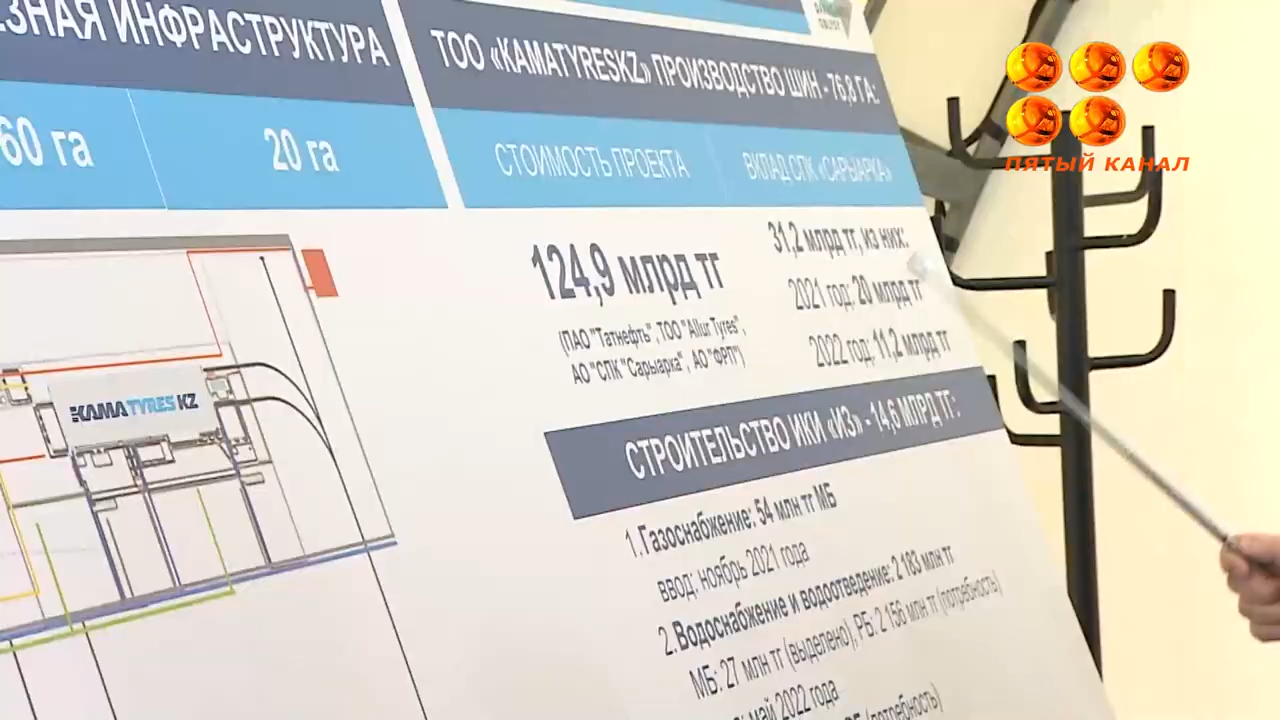 ЗНАЯ ИНФРАСТРУКТУРА
60 га
20 га
KAMA TYRES KZ
ТОО «KAMATYRESKZ» ПРОИЗВОДСТВО ШИН - 76,8 ГА:
СТОИМОСТЬ ПРОЕКТА
ВКЛАД СПК «САРЫАРКА»
124,9 млрд тг
(ПАО "Татнефть", ТОО "Allur Tyres",
АО "СПК "Сарыарка", АО "ФРП")
31,2 млрд тг, из них:
2021 год: 20 млрд тг
2022 год: 11,2 млрд тг
СТРОИТЕЛЬСТВО ИКИ «ИЗ» - 14,6 МЛРД ТГ:
1. Газоснабжение: 54 млн тг МБ
ввод: ноябрь 2021 года
2. Водоснабжение и водоотведение: 2 183 млн тг
МБ: 27 млн тг (выделено), РБ: 2 156 млн тг (потребность)
май 2022 года
(потребность)
ПЯТЫЙ КАНАЛ